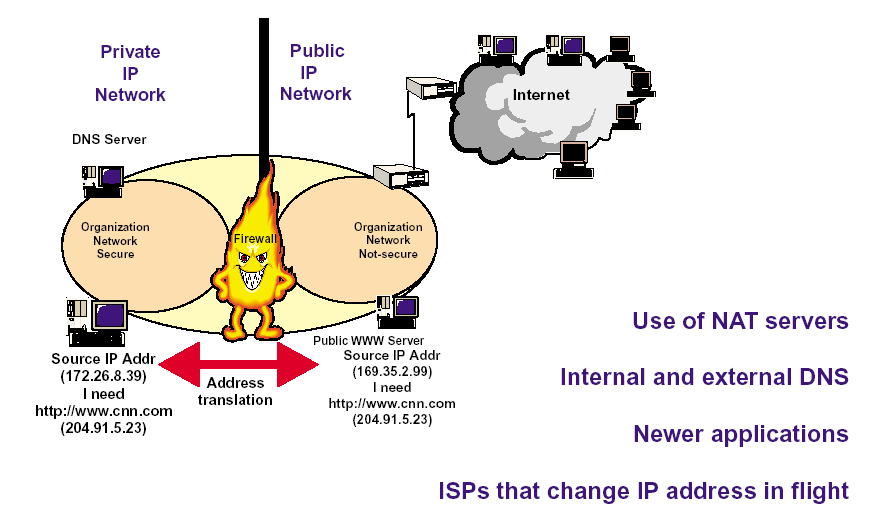 Private
IP
Network
Public
IP
Network
Internet
DNS Server
Organization
Network
Secure
Firewall
Organization
Network
Not-secure
Source IP Addr
(172.26.8.39)
I need
http://www.cnn.com
(204.91.5.23)
Address
translation
Public WWW Server
Source IP Addr
(169.35.2.99)
I need
http://www.cnn.com
(204.91.5.23)
Use of NAT servers
Internal and external DNS
Newer applications
ISPs that change IP address in flight